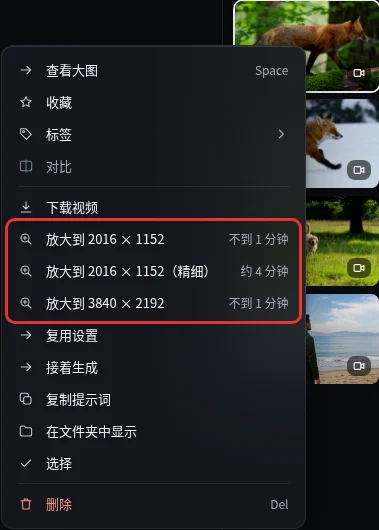 查看大图 Space
收藏
标签
对比
下载视频
放大到 2016 × 1152 不到 1 分钟
放大到 2016 × 1152（精细） 约 4 分钟
放大到 3840 × 2192 不到 1 分钟
复用设置
接着生成
复制提示词
在文件夹中显示
选择
删除 Del